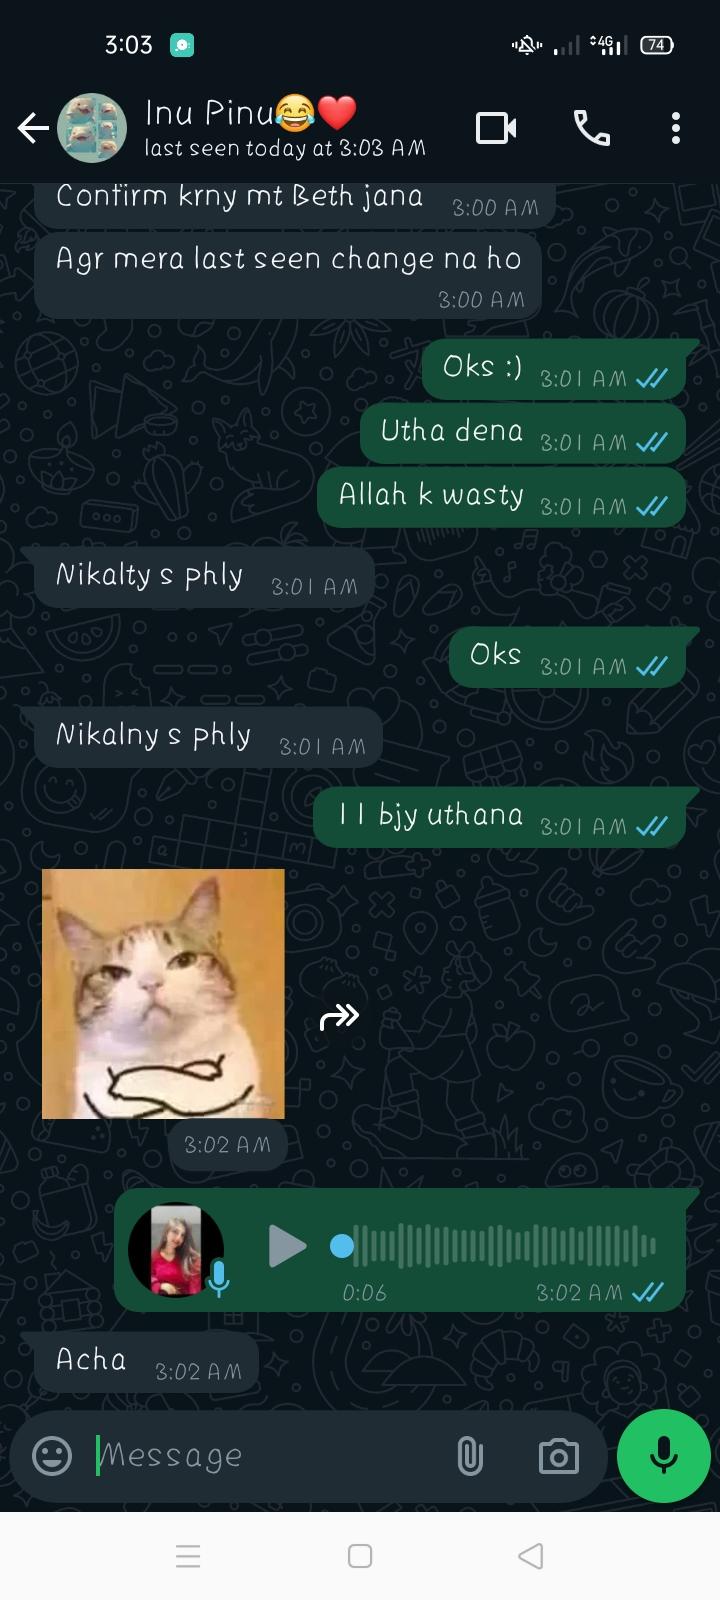 3:03
4G
74
Inu Pinu😂❤️
last seen today at 3:03 AM
Confirm krny mt Beth jana 3:00 AM
Agr mera last seen change na ho
3:00 AM
Oks :) 3:01 AM
Utha dena 3:01 AM
Allah k wasty 3:01 AM
Nikalty s phly 3:01 AM
Oks 3:01 AM
Nikalny s phly 3:01 AM
11 bjy uthana 3:01 AM
3:02 AM
0:06 3:02 AM
Acha 3:02 AM
Message